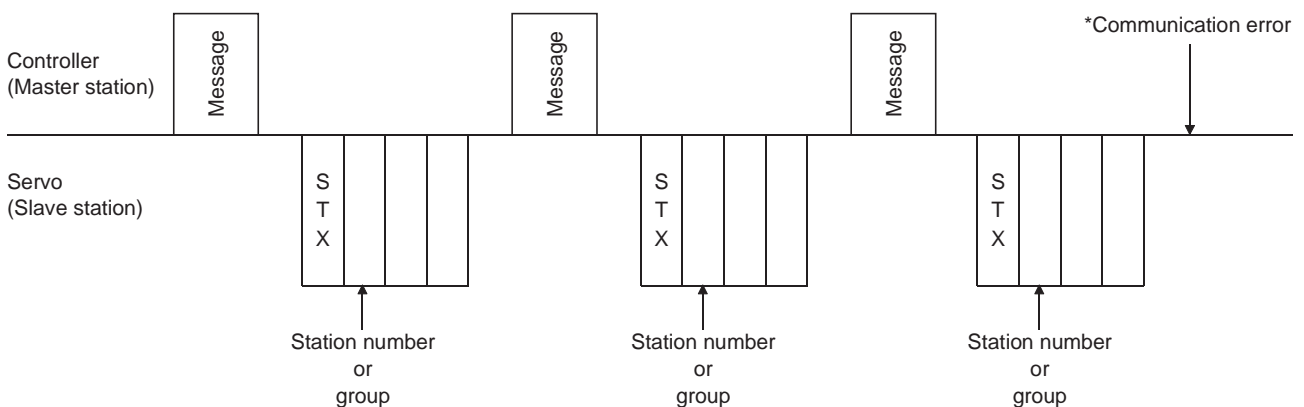 *Communication error
Controller
(Master station)
Message
Message
Message
Servo
(Slave station)
S
T
X
S
T
X
S
T
X
Station number
or
group
Station number
or
group
Station number
or
group